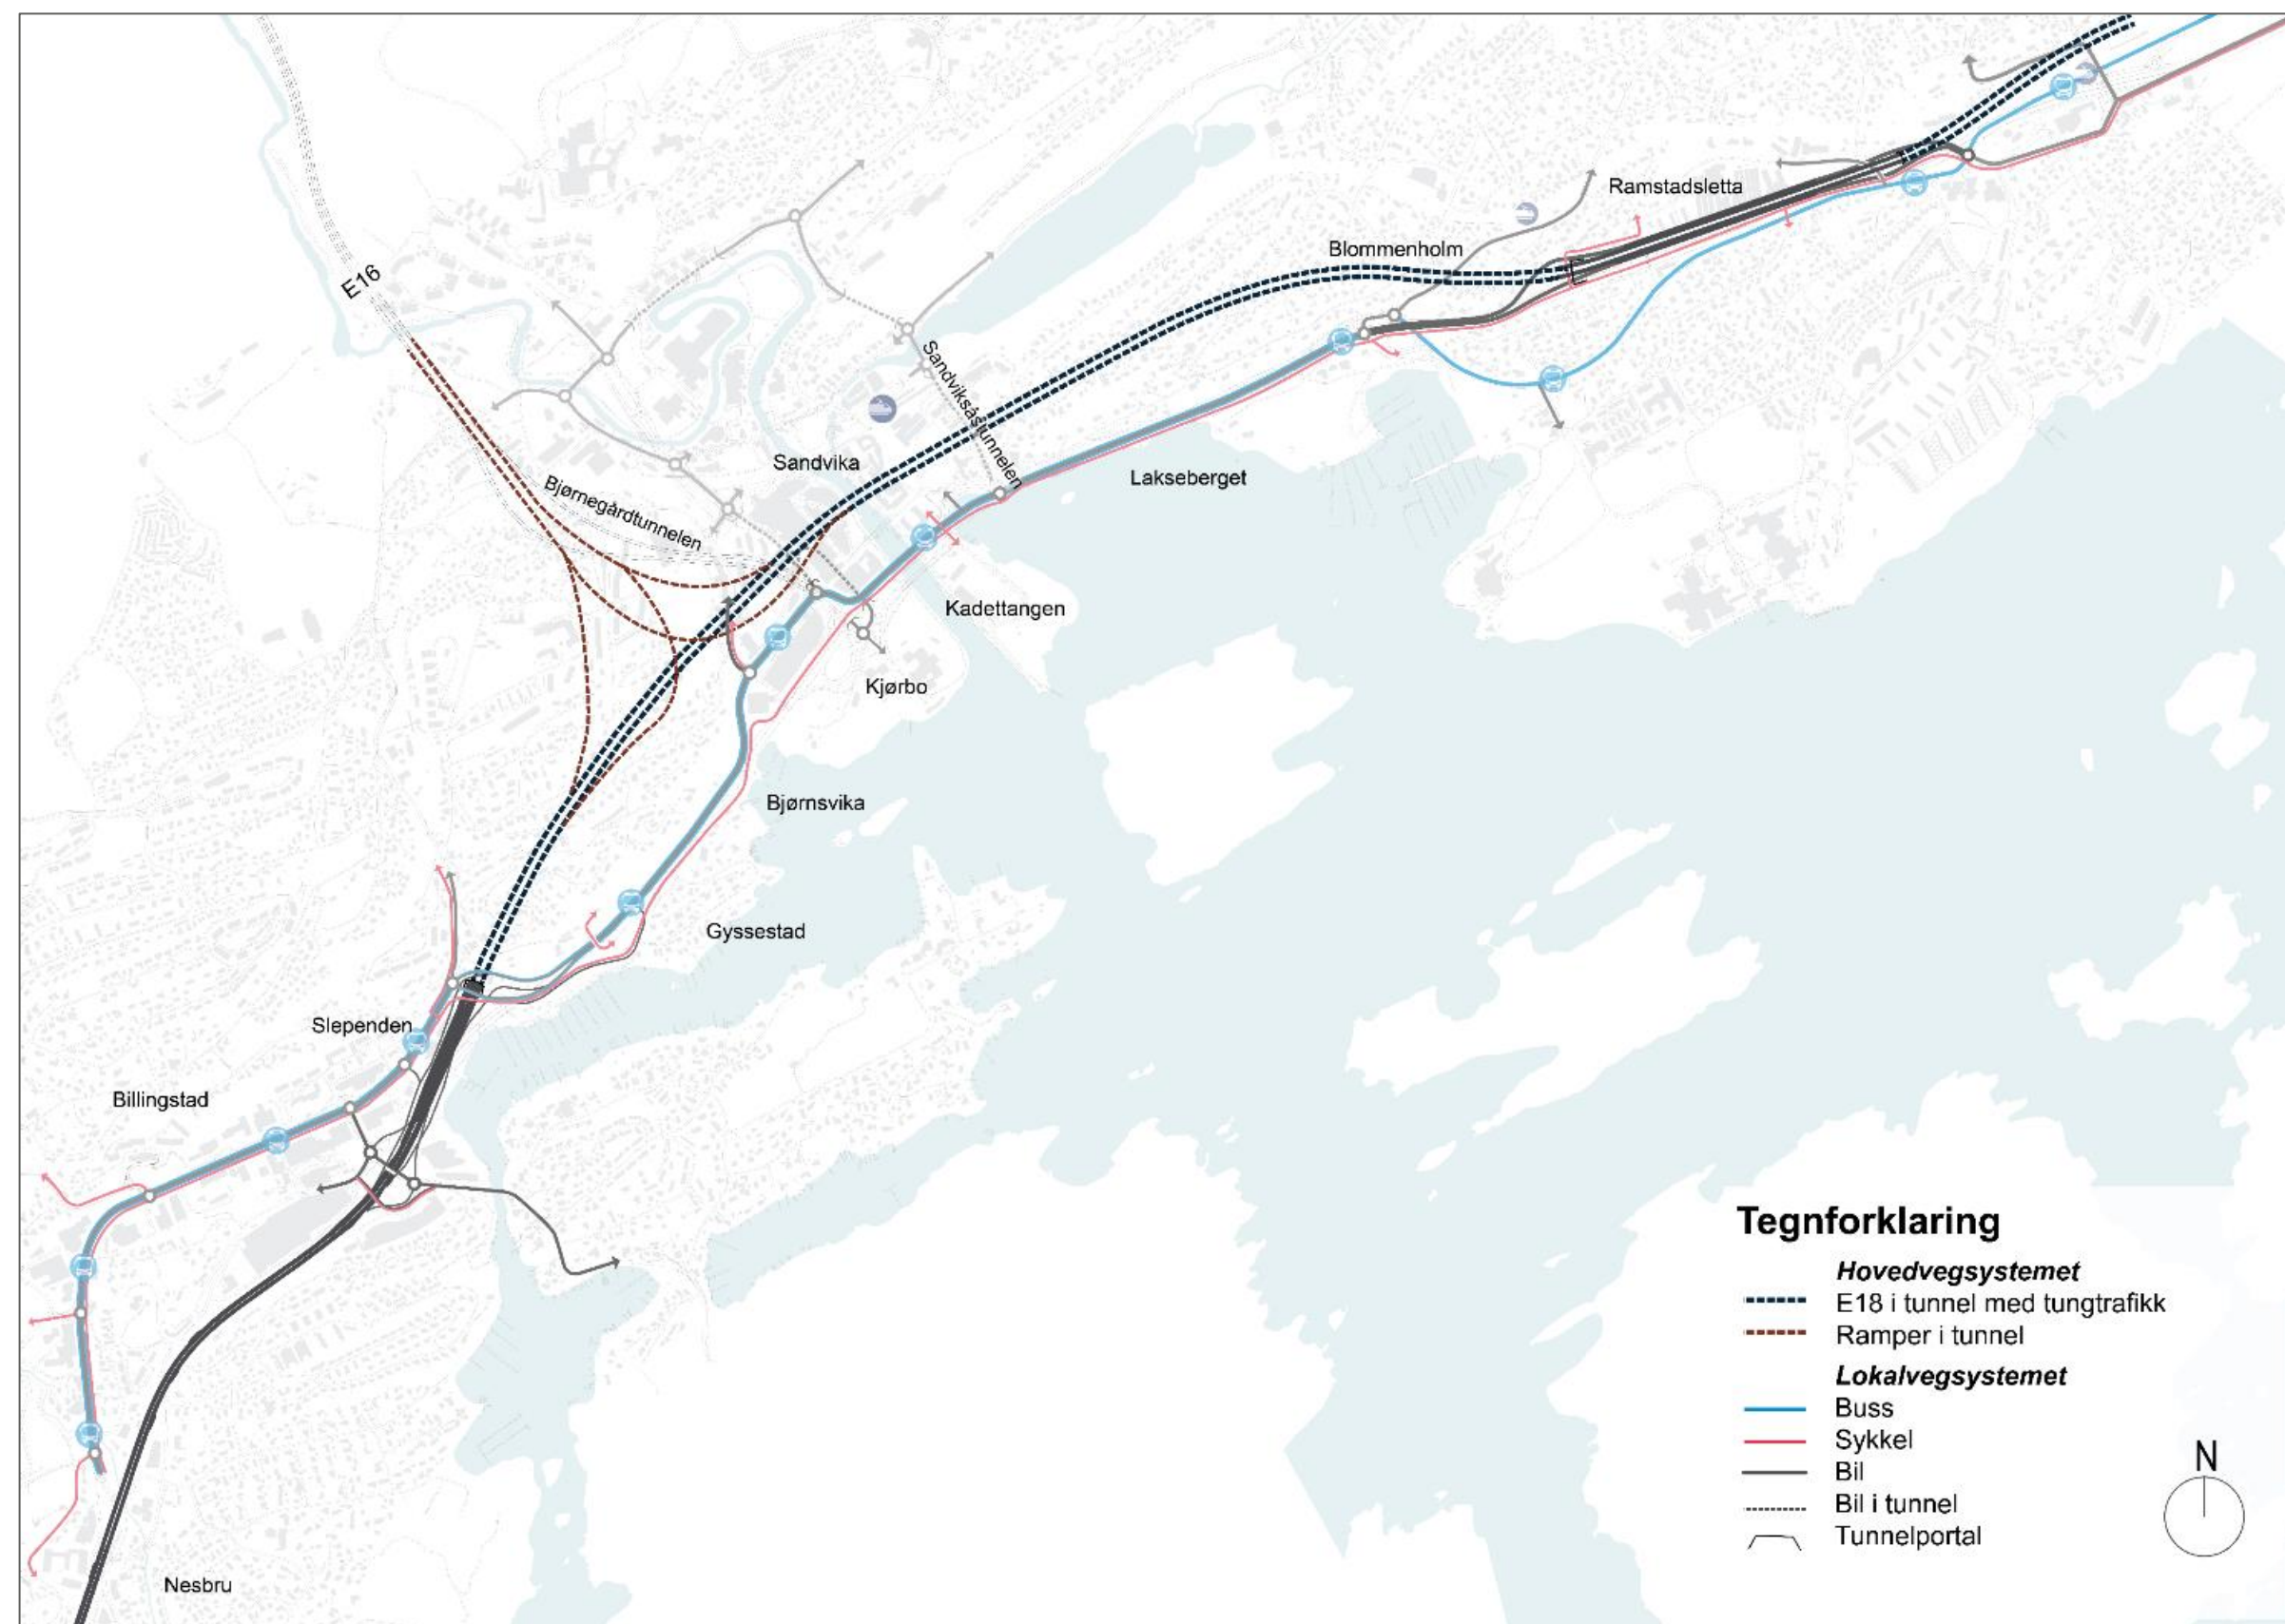 E16
Ramstadsletta
Blommenholm
Sandviksåstunnelen
Sandvika
Lakseberget
Bjørnegårdtunnelen
Kadettangen
Kjørbo
Bjørnsvika
Gyssestad
Slependen
Billingstad
Nesbru
Tegnforklaring
Hovedvegsystemet
E18 i tunnel med tungtrafikk
Ramper i tunnel
Lokalvegsystemet
Buss
Sykkel
Bil
Bil i tunnel
Tunnelportal
N